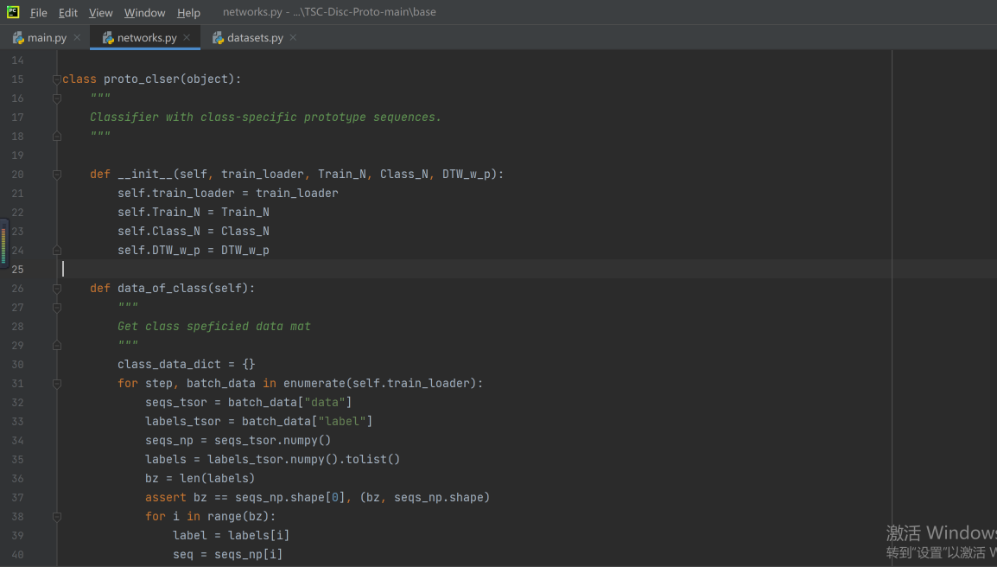 PC File Edit View Window Help networks.py - ...\TSC-Disc-Proto-main\base
main.py × networks.py × datasets.py ×
14
15 class proto_clser(object):
16 """
17 Classifier with class-specific prototype sequences.
18 """
19
20 def __init__(self, train_loader, Train_N, Class_N, DTW_w_p):
21 self.train_loader = train_loader
22 self.Train_N = Train_N
23 self.Class_N = Class_N
24 self.DTW_w_p = DTW_w_p
25
26 def data_of_class(self):
27 """
28 Get class speficied data mat
29 """
30 class_data_dict = {}
31 for step, batch_data in enumerate(self.train_loader):
32 seqs_tsor = batch_data["data"]
33 labels_tsor = batch_data["label"]
34 seqs_np = seqs_tsor.numpy()
35 labels = labels_tsor.numpy().tolist()
36 bz = len(labels)
37 assert bz == seqs_np.shape[0], (bz, seqs_np.shape)
38 for i in range(bz):
39 label = labels[i]
40 seq = seqs_np[i]
激活 Windows
转到"设置"以激活 W